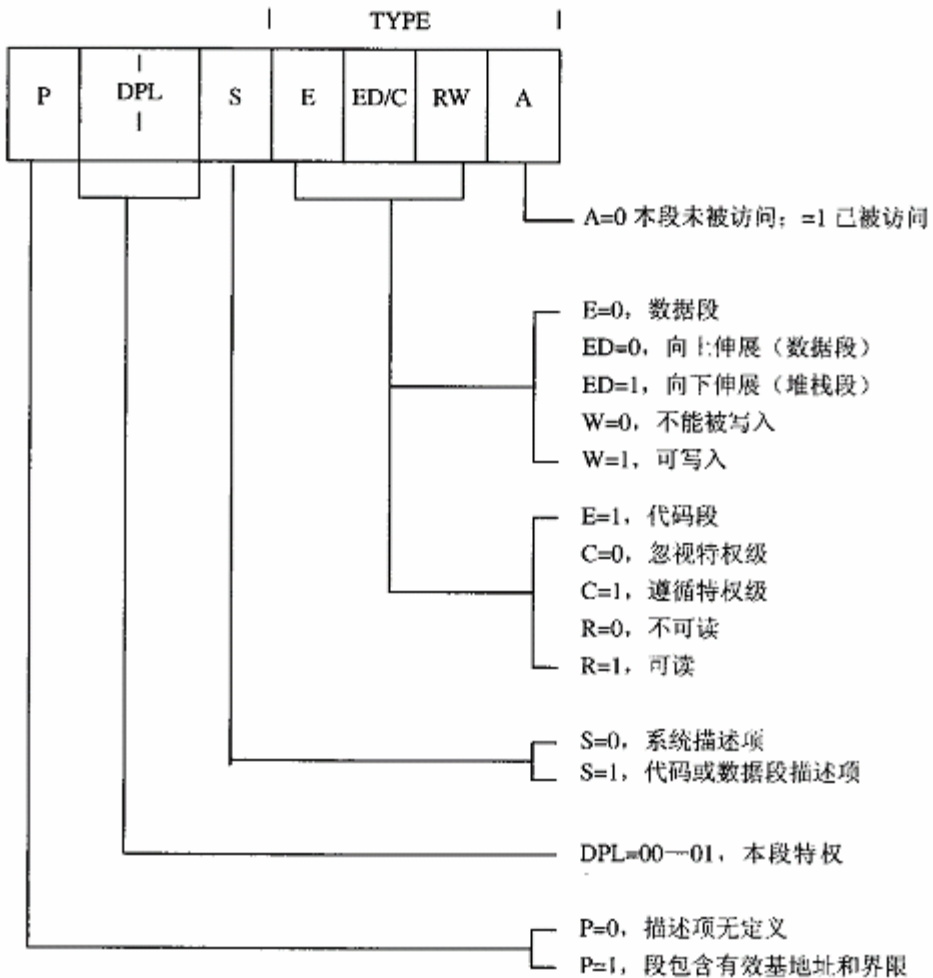 TYPE
P DPL S E ED/C RW A
A=0 本段未被访问；=1 已被访问
E=0，数据段
ED=0，向上伸展（数据段）
ED=1，向下伸展（堆栈段）
W=0，不能被写入
W=1，可写入
E=1，代码段
C=0，忽视特权级
C=1，遵循特权级
R=0，不可读
R=1，可读
S=0，系统描述项
S=1，代码或数据段描述项
DPL=00—01，本段特权
P=0，描述项无定义
P=1，段包含有效基地址和界限